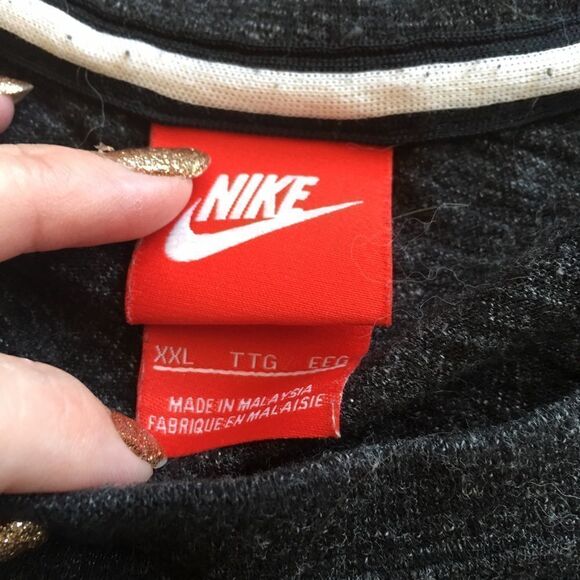 NIKE
XXL TTG EEG
MADE IN MALAYSIA
FABRIQUE EN MALAISIE